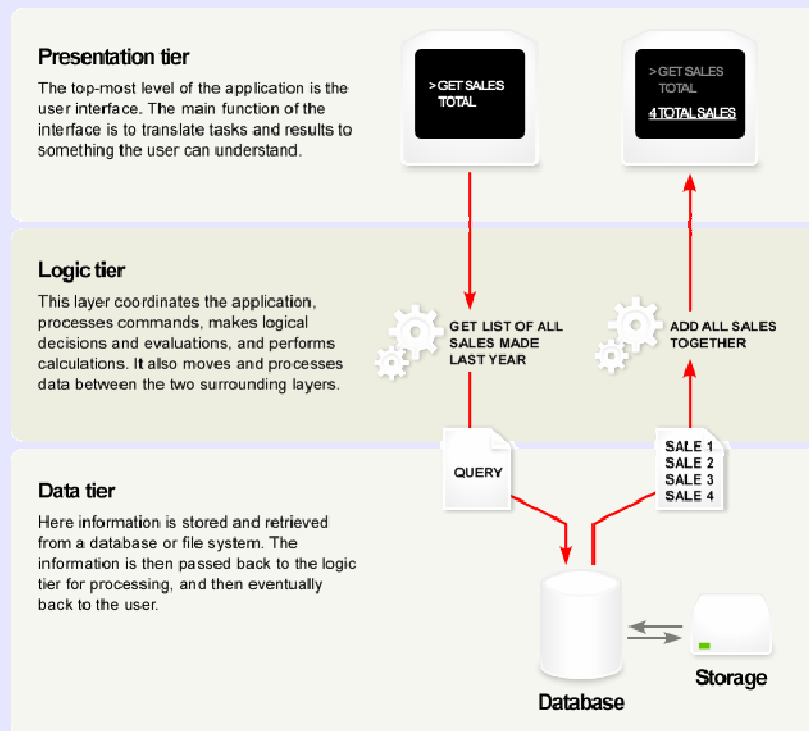 Presentation tier
The top-most level of the application is the
user interface. The main function of the
interface is to translate tasks and results to
something the user can understand.
> GET SALES
TOTAL
> GET SALES
TOTAL
4 TOTAL SALES
Logic tier
This layer coordinates the application,
processes commands, makes logical
decisions and evaluations, and performs
calculations. It also moves and processes
data between the two surrounding layers.
GET LIST OF ALL
SALES MADE
LAST YEAR
ADD ALL SALES
TOGETHER
Data tier
Here information is stored and retrieved
from a database or file system. The
information is then passed back to the logic
tier for processing, and then eventually
back to the user.
QUERY
SALE 1
SALE 2
SALE 3
SALE 4
Database
Storage